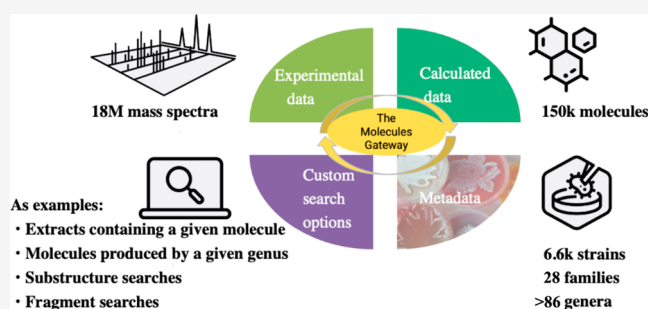 Experimental
data
Calculated
data
18M mass spectra
The
Molecules
Gateway
150k molecules
Custom
search
options
Metadata
As examples:
· Extracts containing a given molecule
· Molecules produced by a given genus
· Substructure searches
· Fragment searches
6.6k strains
28 families
>86 genera